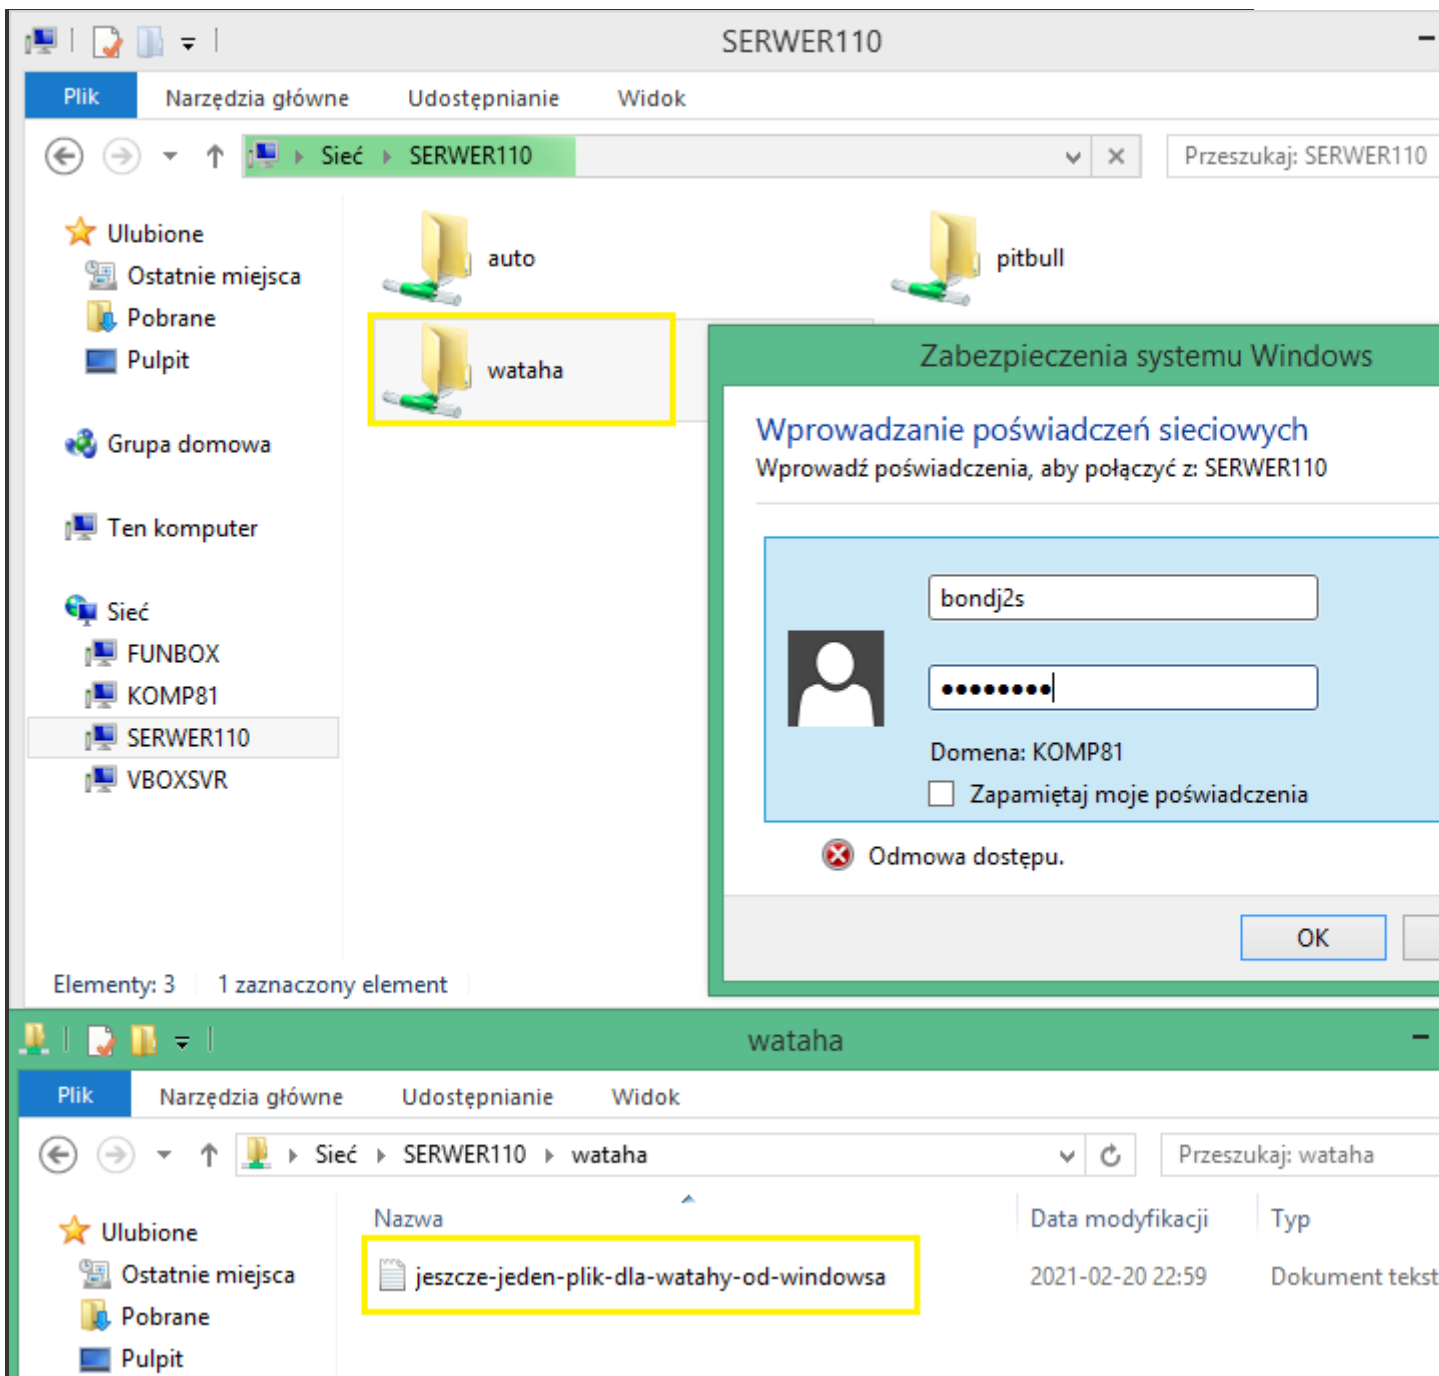 SERWER110
Plik Narzędzia główne Udostępnianie Widok
Sieć SERWER110 Przeszukaj: SERWER110
Ulubione
Ostatnie miejsca
Pobrane
Pulpit
Grupa domowa
Ten komputer
Sieć
FUNBOX
KOMP81
SERWER110
VBOXSVR
auto
pitbull
wataha
Zabezpieczenia systemu Windows
Wprowadzanie poświadczeń sieciowych
Wprowadź poświadczenia, aby połączyć z: SERWER110
bondj2s
••••••••
Domena: KOMP81
Zapamiętaj moje poświadczenia
Odmowa dostępu.
OK
Elementy: 3 1 zaznaczony element
wataha
Plik Narzędzia główne Udostępnianie Widok
Sieć SERWER110 wataha Przeszukaj: wataha
Ulubione
Ostatnie miejsca
Pobrane
Pulpit
Nazwa Data modyfikacji Typ
jeszcze-jeden-plik-dla-watahy-od-windowsa 2021-02-20 22:59 Dokument tekst